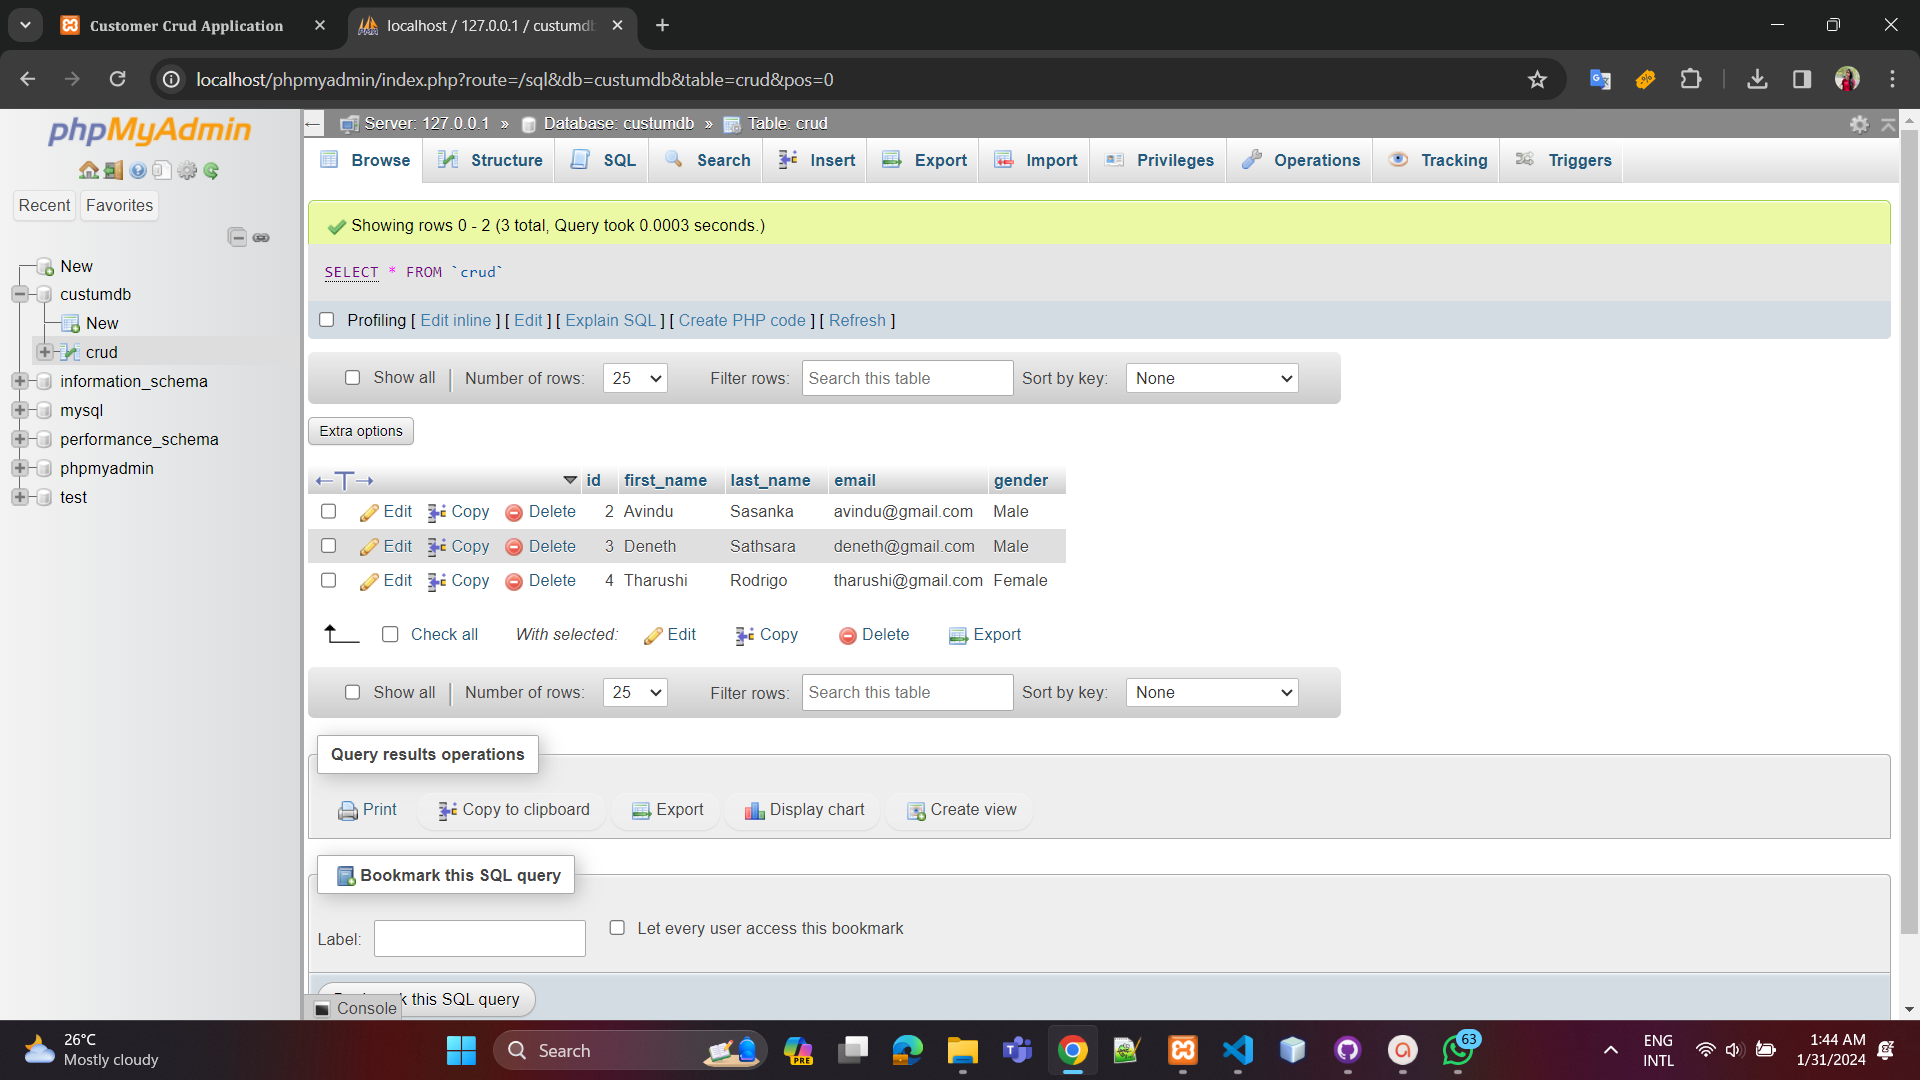 Customer Crud Application
localhost / 127.0.0.1 / custumdb
localhost/phpmyadmin/index.php?route=/sql&db=custumdb&table=crud&pos=0
phpMyAdmin
Recent Favorites
New
custumdb
New
crud
information_schema
mysql
performance_schema
phpmyadmin
test
Server: 127.0.0.1 » Database: custumdb » Table: crud
Browse Structure SQL Search Insert Export Import Privileges Operations Tracking Triggers
Showing rows 0 - 2 (3 total, Query took 0.0003 seconds.)
SELECT * FROM `crud`
Profiling [ Edit inline ] [ Edit ] [ Explain SQL ] [ Create PHP code ] [ Refresh ]
Show all | Number of rows: 25 Filter rows: Search this table Sort by key: None
Extra options
←T→ id first_name last_name email gender
Edit Copy Delete 2 Avindu Sasanka avindu@gmail.com Male
Edit Copy Delete 3 Deneth Sathsara deneth@gmail.com Male
Edit Copy Delete 4 Tharushi Rodrigo tharushi@gmail.com Female
Check all With selected: Edit Copy Delete Export
Show all | Number of rows: 25 Filter rows: Search this table Sort by key: None
Query results operations
Print Copy to clipboard Export Display chart Create view
Bookmark this SQL query
Label: Let every user access this bookmark
k this SQL query
Console
26°C
Mostly cloudy
Search
PRE
63
ENG
INTL
1:44 AM
1/31/2024